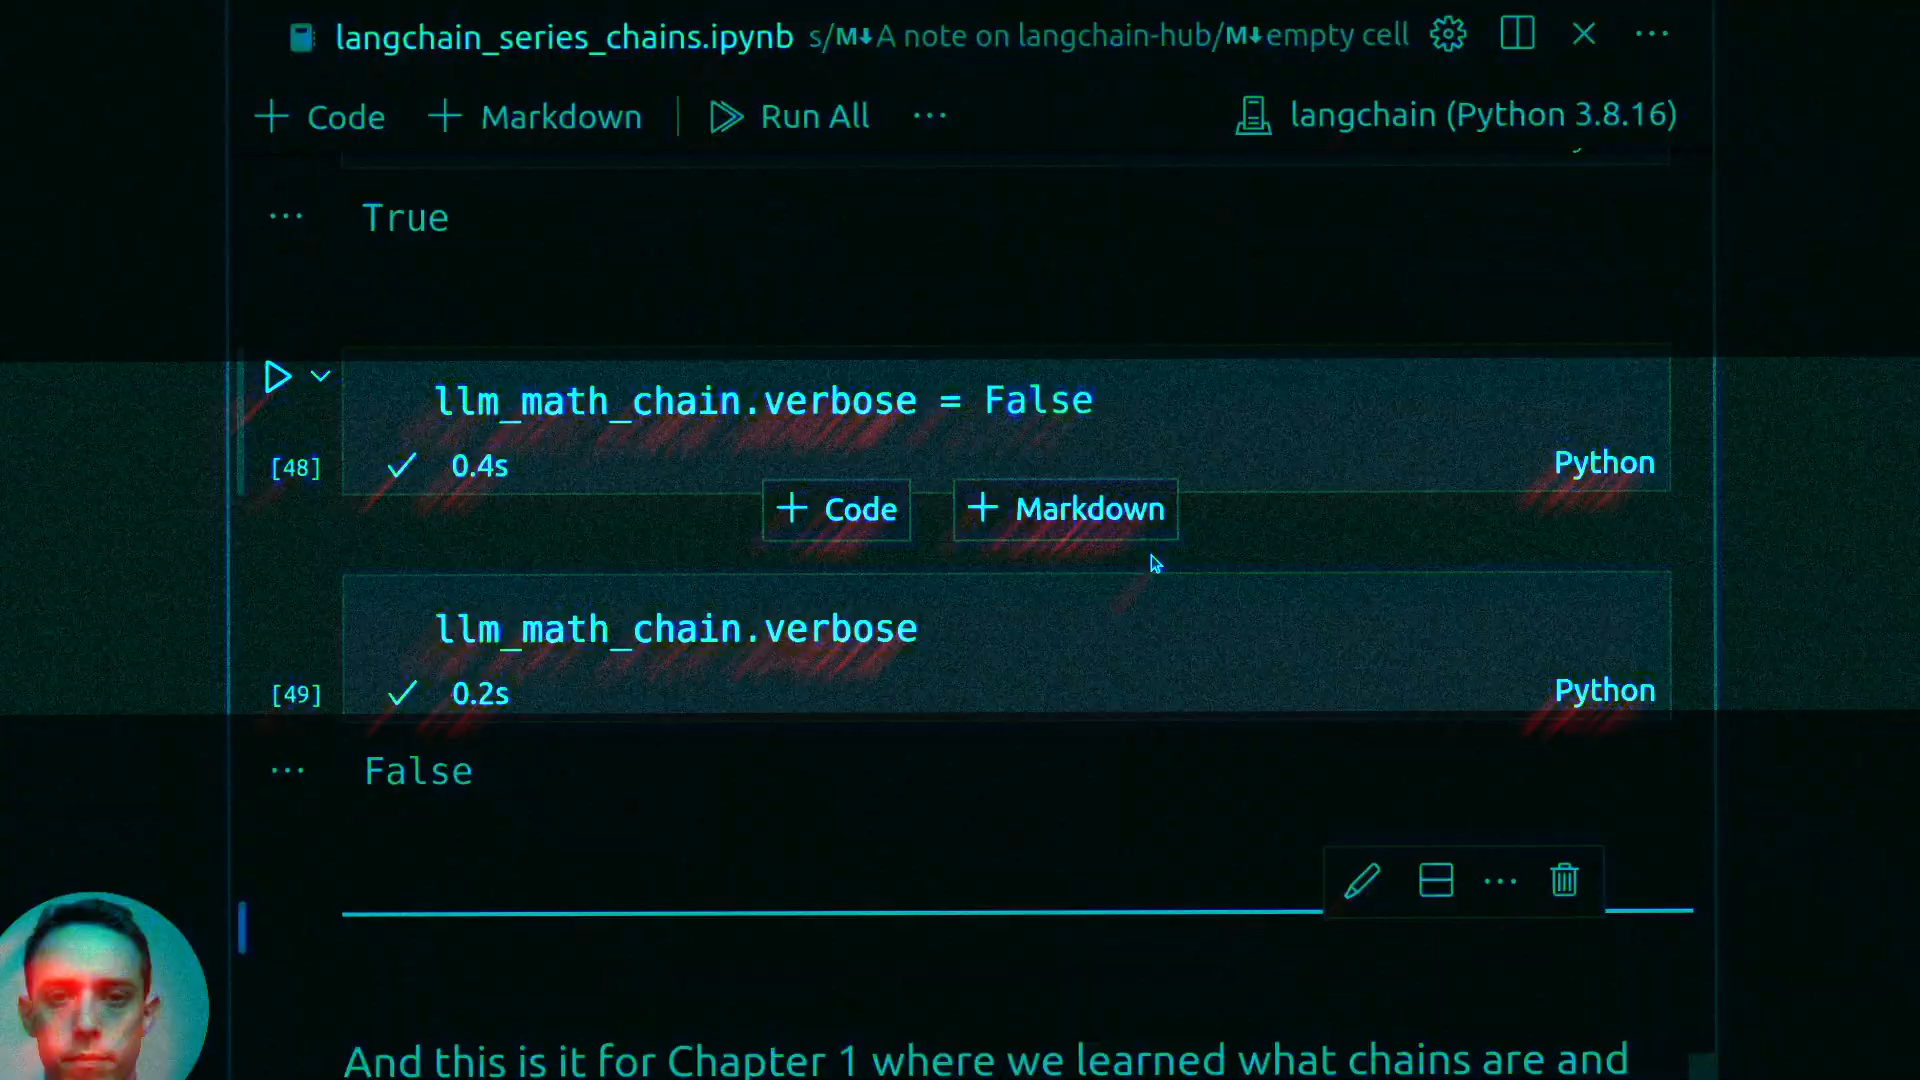 langchain_series_chains.ipynb s/M↓A note on langchain-hub/M↓empty cell ...
+ Code + Markdown | Run All ... langchain (Python 3.8.16)
... True
llm_math_chain.verbose = False
[48] ✓ 0.4s Python
+ Code + Markdown
llm_math_chain.verbose
[49] ✓ 0.2s Python
... False
...
And this is it for Chapter 1 where we learned what chains are and